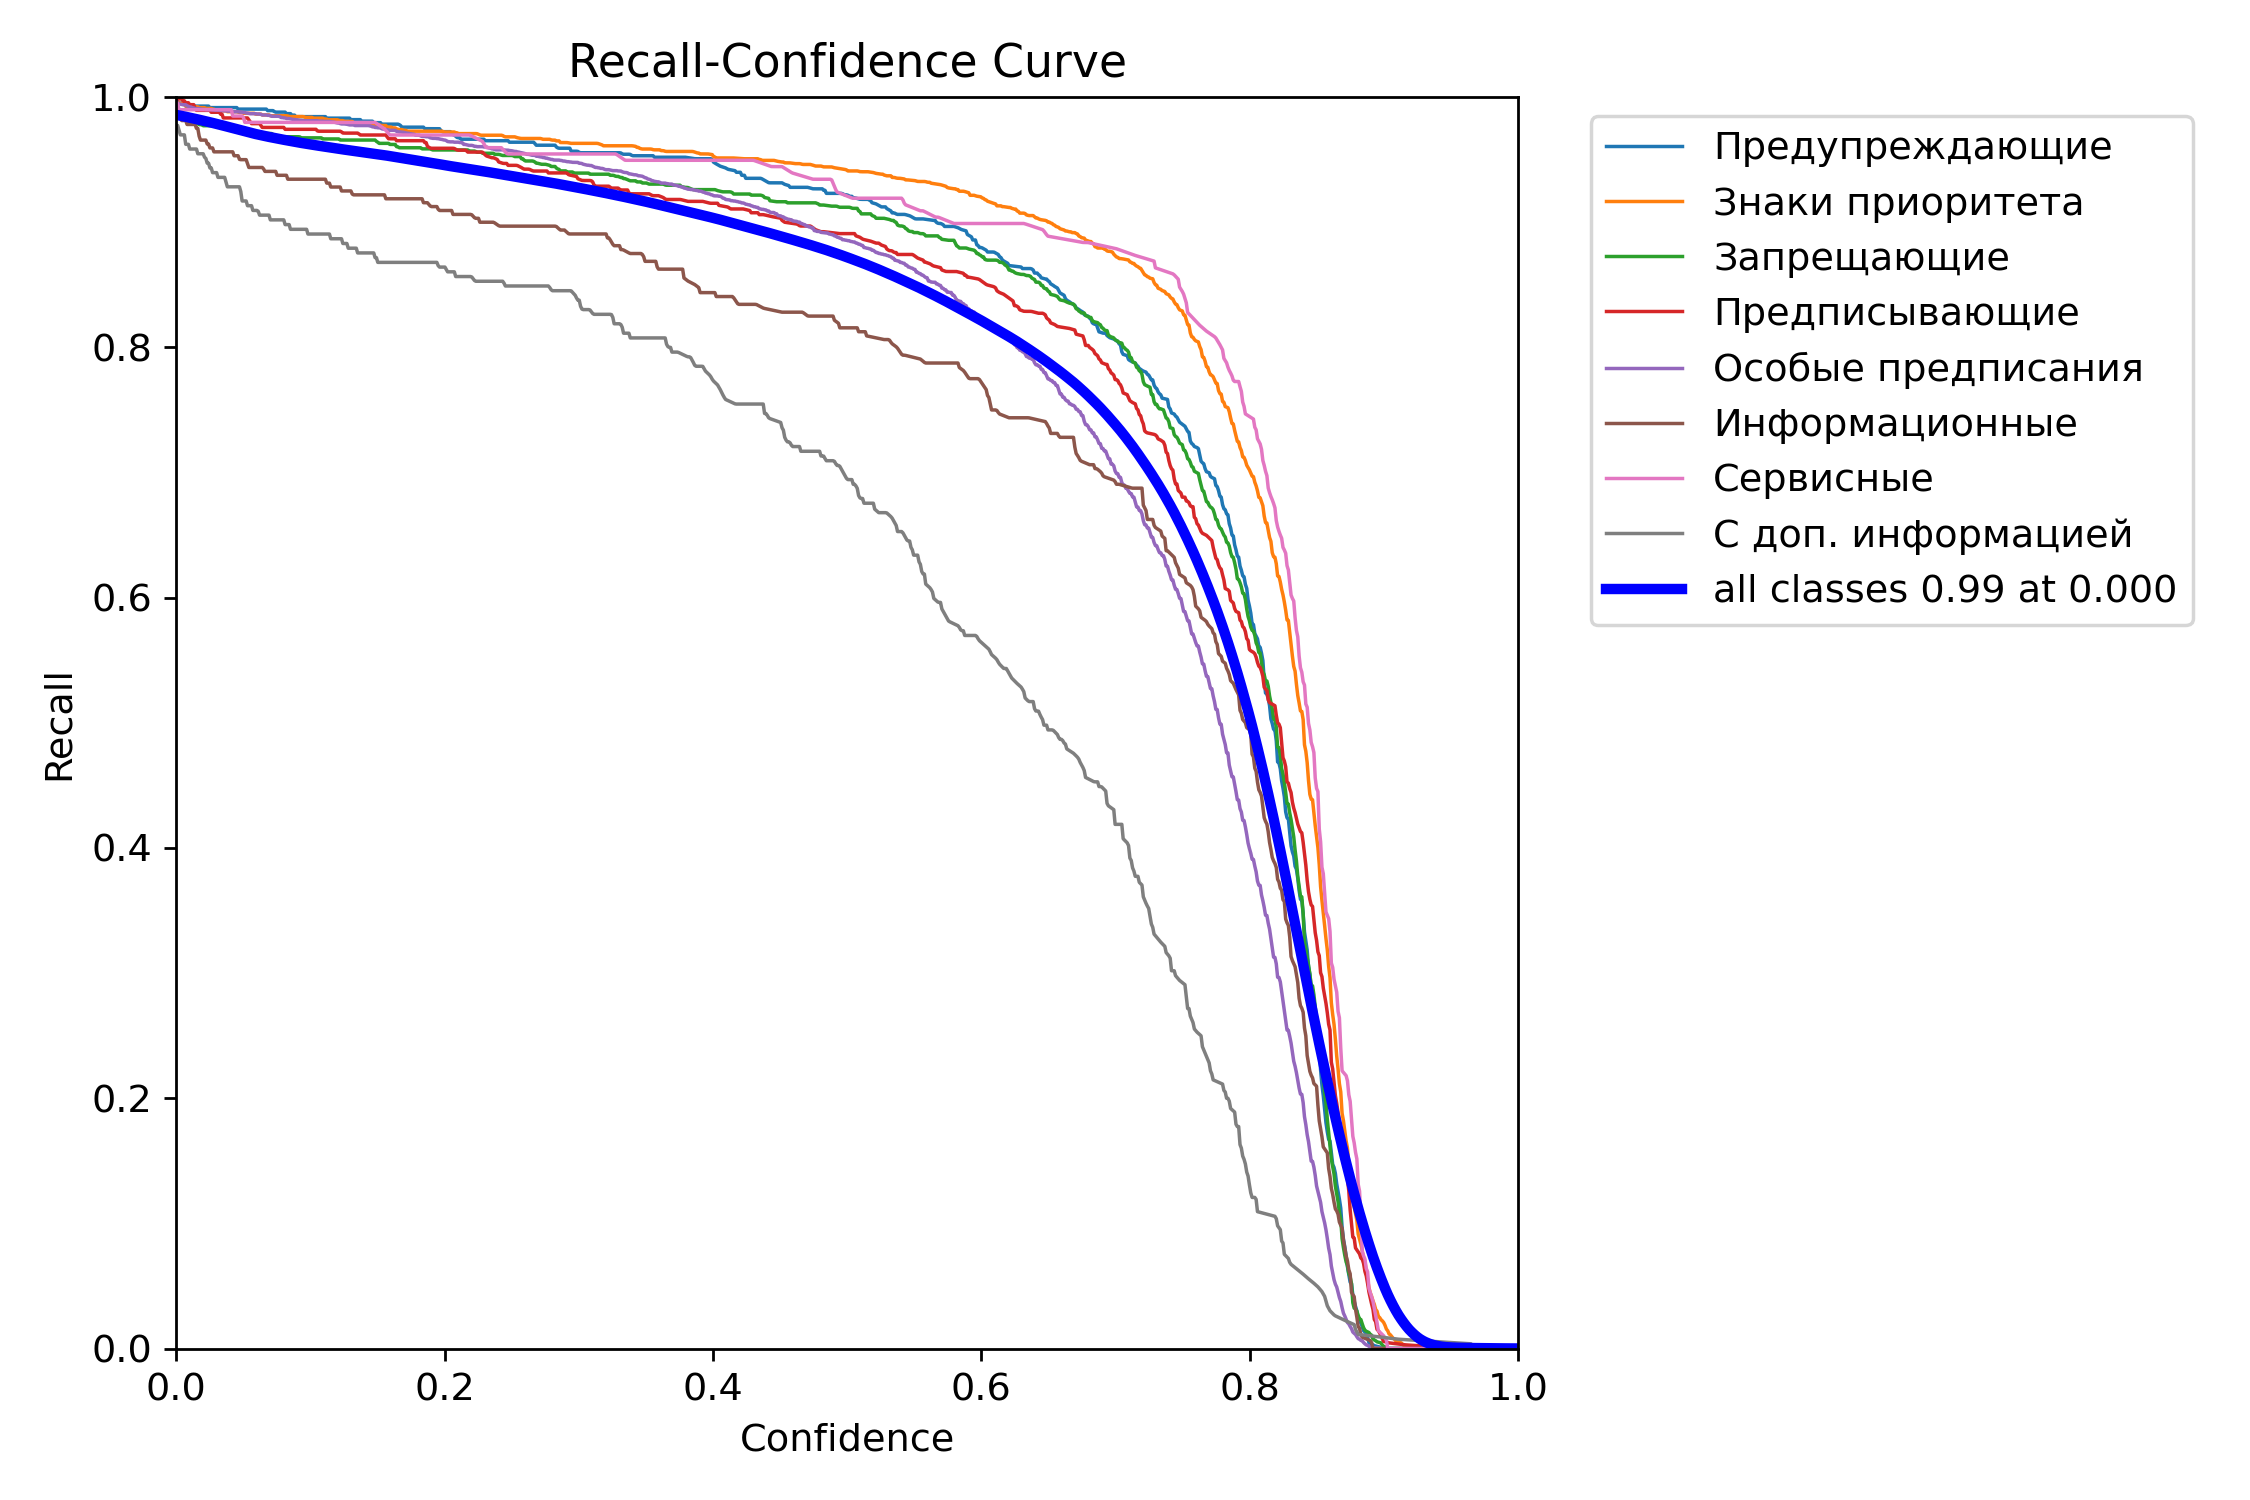 Recall-Confidence Curve
1.0
0.8
0.6
0.4
0.2
0.0
Recall
0.0 0.2 0.4 0.6 0.8 1.0
Confidence
Предупреждающие
Знаки приоритета
Запрещающие
Предписывающие
Особые предписания
Информационные
Сервисные
С доп. информацией
all classes 0.99 at 0.000